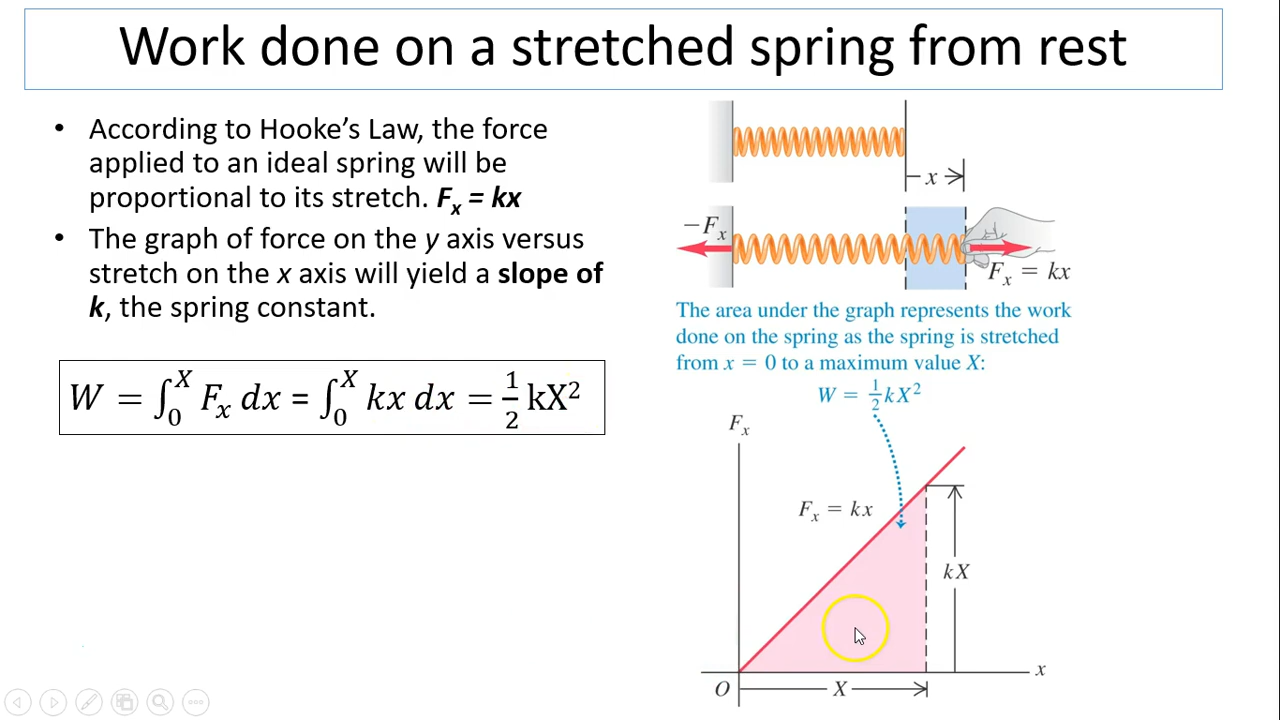 Work done on a stretched spring from rest
• According to Hooke’s Law, the force
applied to an ideal spring will be
proportional to its stretch. Fₓ = kx
• The graph of force on the y axis versus
stretch on the x axis will yield a slope of
k, the spring constant.
W = ∫₀ˣ Fₓ dx = ∫₀ˣ kx dx = 1/2 kX²
x
−Fₓ
Fₓ = kx
The area under the graph represents the work
done on the spring as the spring is stretched
from x = 0 to a maximum value X:
W = ½kX²
Fₓ
Fₓ = kx
kX
x
O
X